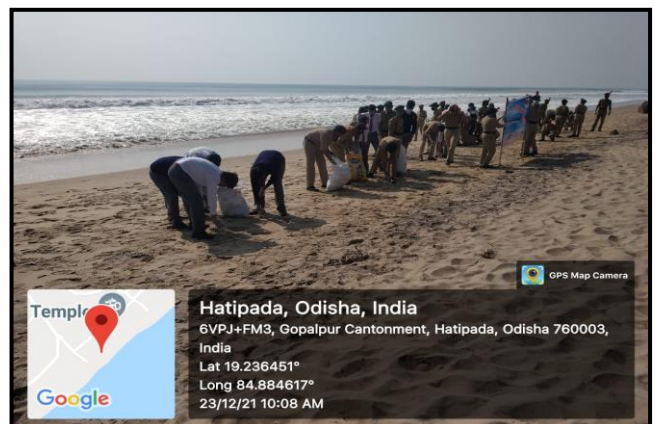 GPS Map Camera
Temple
Google
Hatipada, Odisha, India
6VPJ+FM3, Gopalpur Cantonment, Hatipada, Odisha 760003,
India
Lat 19.236451°
Long 84.884617°
23/12/21 10:08 AM